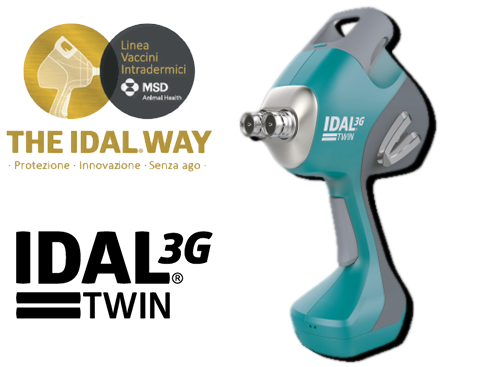 Linea
Vaccini
Intradermici
MSD
Animal Health
THE IDAL®WAY
· Protezione · Innovazione · Senza ago ·
IDAL3G
TWIN
IDAL3G®
TWIN